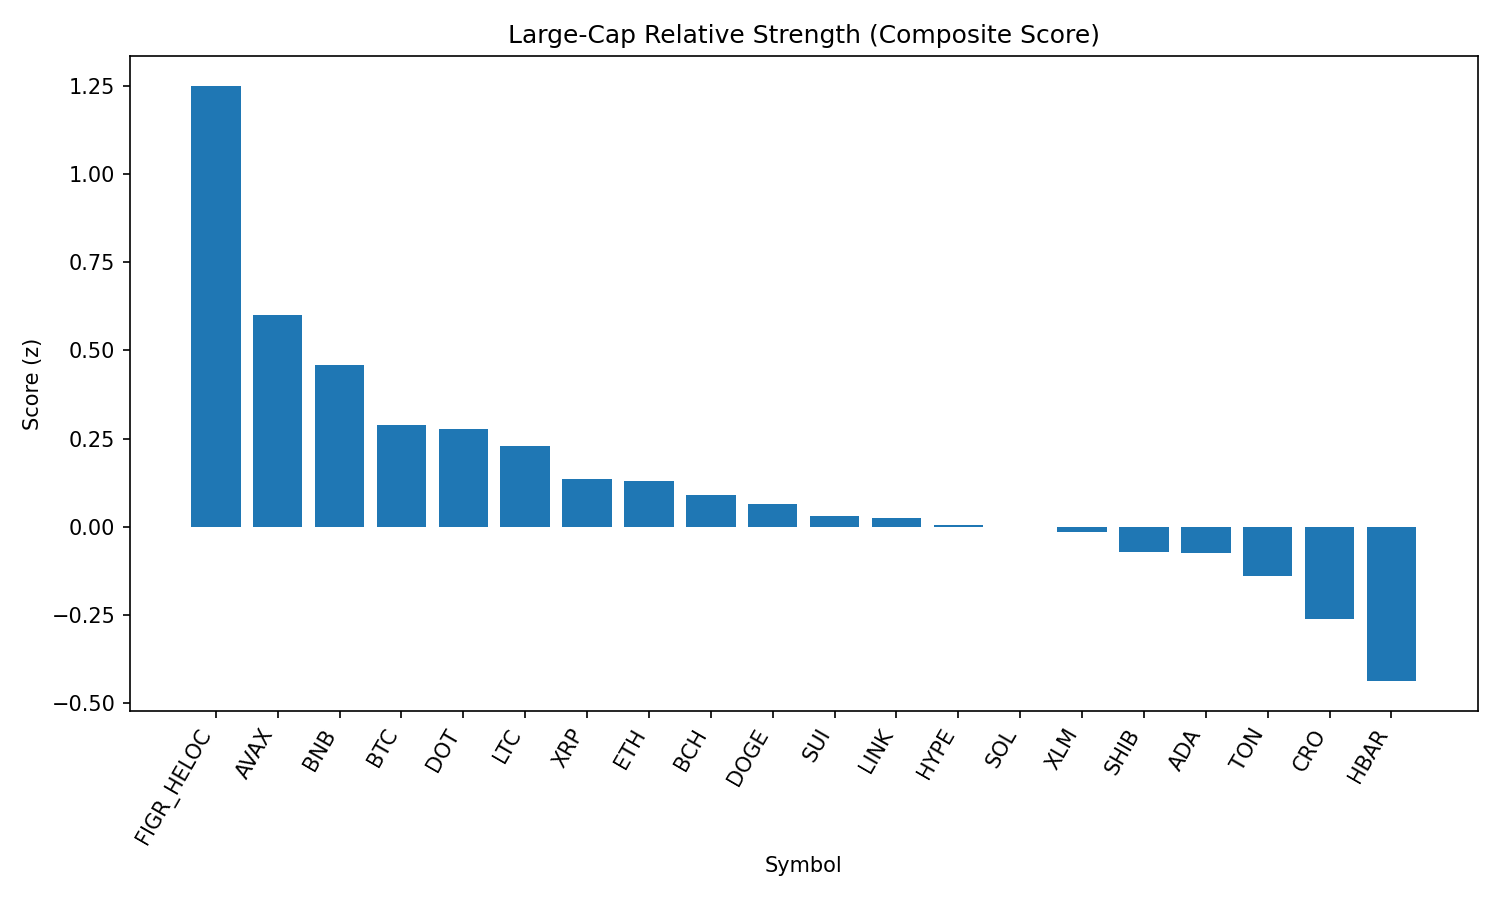 Large-Cap Relative Strength (Composite Score)
Score (z)
1.25
1.00
0.75
0.50
0.25
0.00
−0.25
−0.50
FIGR_HELOC
AVAX
BNB
BTC
DOT
LTC
XRP
ETH
BCH
DOGE
SUI
LINK
HYPE
SOL
XLM
SHIB
ADA
TON
CRO
HBAR
Symbol